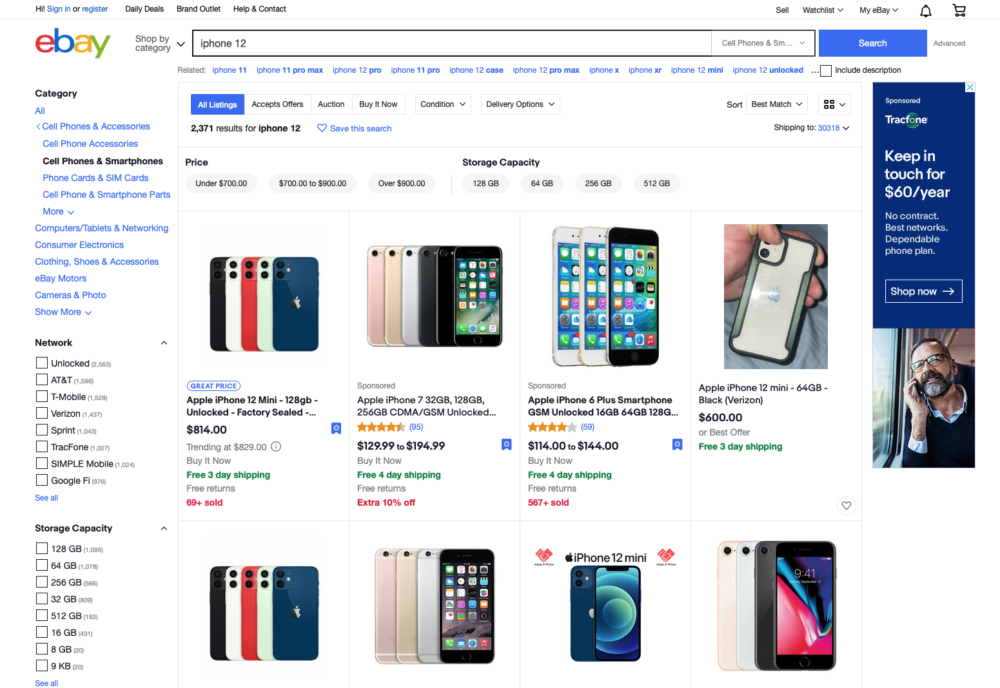 Hi! Sign in or register
Daily Deals
Brand Outlet
Help & Contact
Sell
Watchlist
My eBay
ebay
Shop by
category
iphone 12
Cell Phones & Sm...
Search
Advanced
Related:
iphone 11
iphone 11 pro max
iphone 12 pro
iphone 11 pro
iphone 12 case
iphone 12 pro max
iphone x
iphone xr
iphone 12 mini
iphone 12 unlocked
...
Include description
Category
All
Cell Phones & Accessories
Cell Phone Accessories
Cell Phones & Smartphones
Phone Cards & SIM Cards
Cell Phone & Smartphone Parts
More
Computers/Tablets & Networking
Consumer Electronics
Clothing, Shoes & Accessories
eBay Motors
Cameras & Photo
Show More
Network
Unlocked (2,563)
AT&T (1,596)
T-Mobile (1,528)
Verizon (1,437)
Sprint (1,043)
TracFone (1,027)
SIMPLE Mobile (1,024)
Google Fi (976)
See all
Storage Capacity
128 GB (1,095)
64 GB (1,078)
256 GB (566)
32 GB (809)
512 GB (193)
16 GB (431)
8 GB (20)
9 KB (20)
See all
All Listings
Accepts Offers
Auction
Buy It Now
Condition
Delivery Options
Sort
Best Match
2,371 results for iphone 12
Save this search
Shipping to: 30318
Price
Under $700.00
$700.00 to $900.00
Over $900.00
Storage Capacity
128 GB
64 GB
256 GB
512 GB
GREAT PRICE
Apple iPhone 12 Mini - 128gb -
Unlocked - Factory Sealed -...
$814.00
Trending at $829.00
Buy It Now
Free 3 day shipping
Free returns
69+ sold
Sponsored
Apple iPhone 7 32GB, 128GB,
256GB CDMA/GSM Unlocked...
(95)
$129.99 to $194.99
Buy It Now
Free 4 day shipping
Free returns
Extra 10% off
Sponsored
Apple iPhone 6 Plus Smartphone
GSM Unlocked 16GB 64GB 128G...
(59)
$114.00 to $144.00
Buy It Now
Free 4 day shipping
Free returns
567+ sold
Apple iPhone 12 mini - 64GB -
Black (Verizon)
$600.00
or Best Offer
Free 3 day shipping
Adopt-A-Phone
iPhone 12 mini
Adopt-A-Phone
9:41
Tuesday, September 12
Sponsored
Tracfone
Keep in
touch for
$60/year
No contract.
Best networks.
Dependable
phone plan.
Shop now